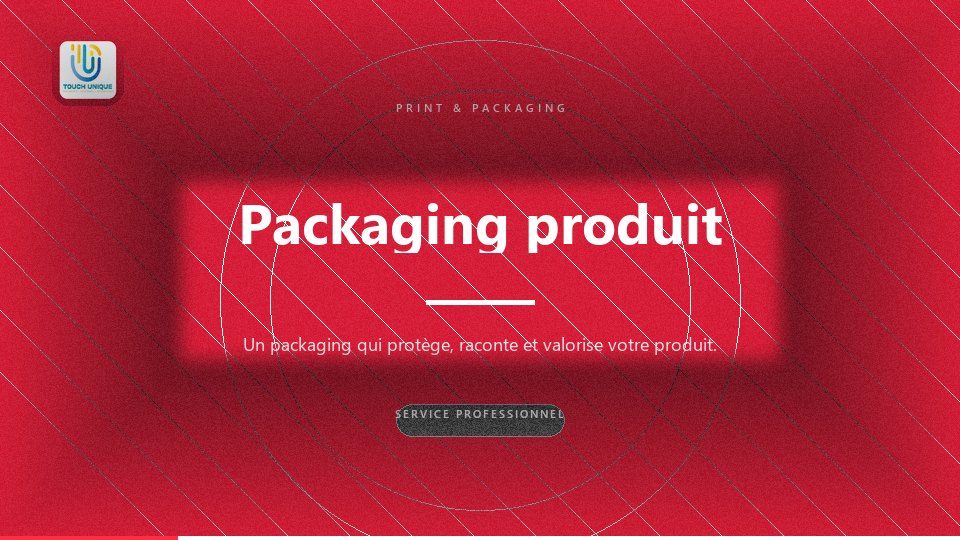 TOUCH UNIQUE
PRINT & PACKAGING
Packaging produit
Un packaging qui protège, raconte et valorise votre produit.
SERVICE PROFESSIONNEL